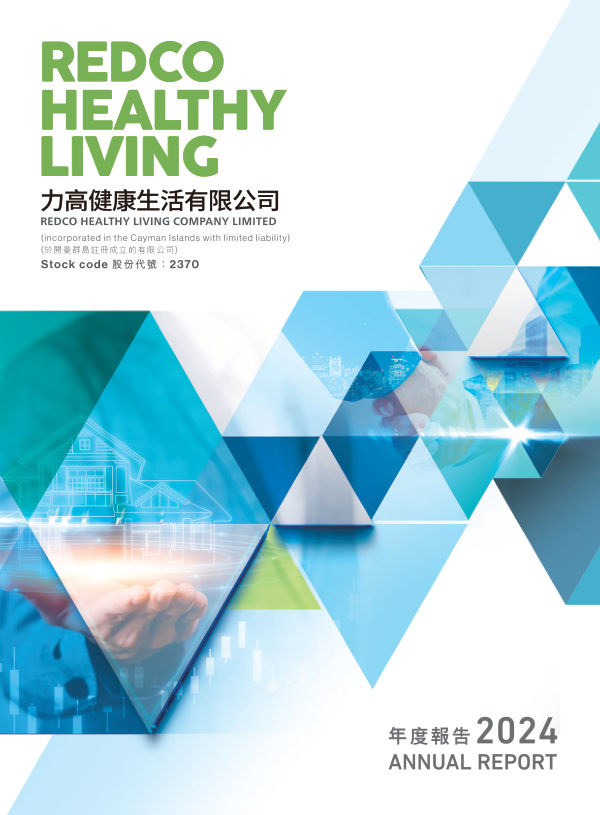 REDCO
HEALTHY
LIVING
力高健康生活有限公司
REDCO HEALTHY LIVING COMPANY LIMITED
(incorporated in the Cayman Islands with limited liability)
(於開曼群島註冊成立的有限公司)
Stock code 股份代號：2370
年度報告 2024
ANNUAL REPORT